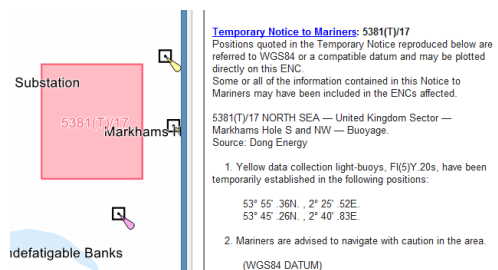 Substation
5381(T)/17
Markhams H
ndefatigable Banks
Temporary Notice to Mariners: 5381(T)/17
Positions quoted in the Temporary Notice reproduced below are
referred to WGS84 or a compatible datum and may be plotted
directly on this ENC.
Some or all of the information contained in this Notice to
Mariners may have been included in the ENCs affected.
5381(T)/17 NORTH SEA — United Kingdom Sector —
Markhams Hole S and NW — Buoyage.
Source: Dong Energy
1. Yellow data collection light-buoys, Fl(5)Y.20s, have been
temporarily established in the following positions:
53° 55' .36N. , 2° 25' .52E.
53° 45' .26N. , 2° 40' .83E.
2. Mariners are advised to navigate with caution in the area.
(WGS84 DATUM)